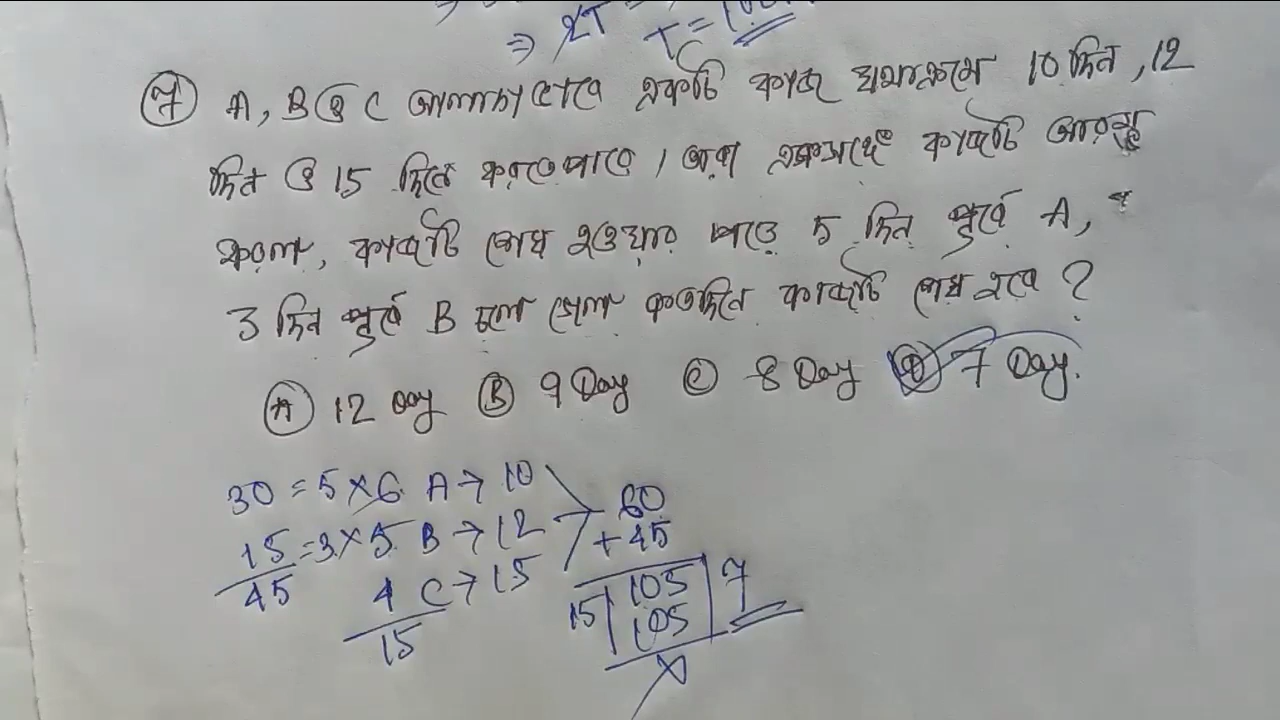 ⇒ 2T T = 
(7) A, B ও C আলাদাভাবে একটি কাজ যথাক্রমে 10 দিন, 12
দিন ও 15 দিনে করতে পারে। তারা একসাথে কাজটি আরম্ভ
করল, কাজটি শেষ হওয়ার 5 দিন পূর্বে A,
3 দিন পূর্বে B চলে গেলে কতদিনে কাজটি শেষ হবে ?
(A) 12 Day (B) 9 Day (C) 8 Day (D) 7 Day.
30 = 5 × 6 A → 10
15 = 3 × 5 B → 12
45 4 C → 15
15
60
+ 45
15 | 105 | 7
105
×